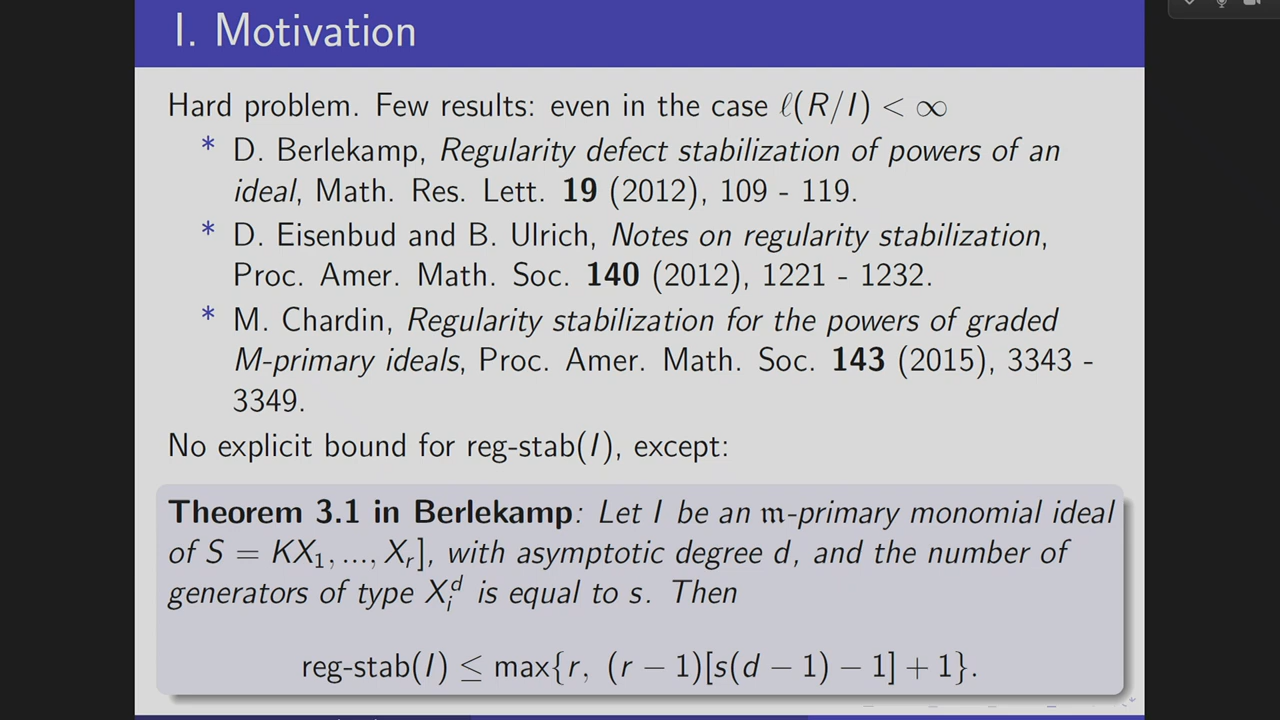 I. Motivation
Hard problem. Few results: even in the case ℓ(R/I) < ∞
* D. Berlekamp, Regularity defect stabilization of powers of an
ideal, Math. Res. Lett. 19 (2012), 109 - 119.
* D. Eisenbud and B. Ulrich, Notes on regularity stabilization,
Proc. Amer. Math. Soc. 140 (2012), 1221 - 1232.
* M. Chardin, Regularity stabilization for the powers of graded
M-primary ideals, Proc. Amer. Math. Soc. 143 (2015), 3343 -
3349.
No explicit bound for reg-stab(I), except:
Theorem 3.1 in Berlekamp: Let I be an 𝔪-primary monomial ideal
of S = KX₁, ..., Xᵣ], with asymptotic degree d, and the number of
generators of type Xᵢᵈ is equal to s. Then
reg-stab(I) ≤ max{r, (r − 1)[s(d − 1) − 1] + 1}.